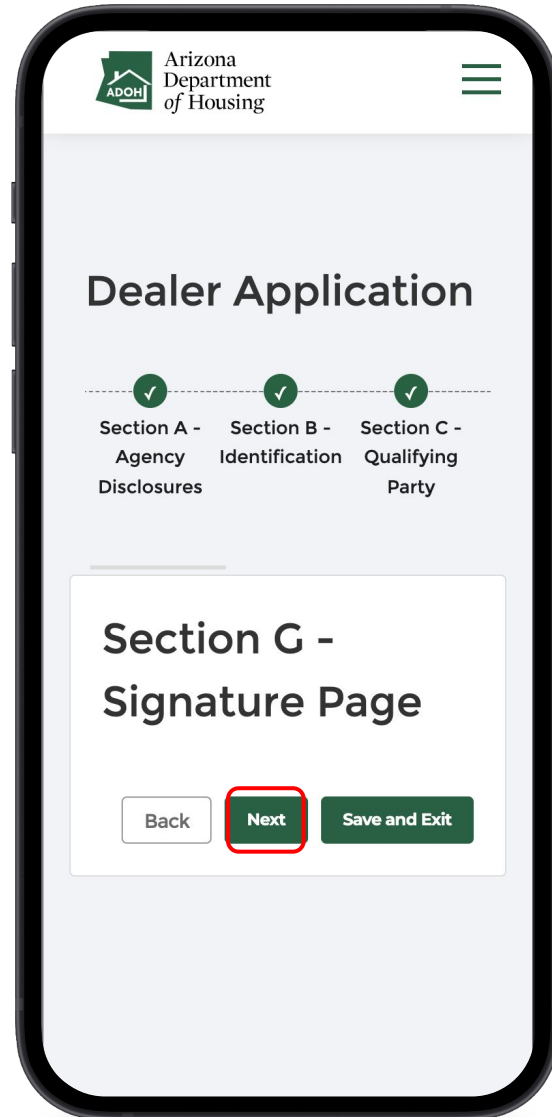 ADOH
Arizona
Department
of Housing
Dealer Application
Section A -
Agency
Disclosures
Section B -
Identification
Section C -
Qualifying
Party
Section G -
Signature Page
Back
Next
Save and Exit